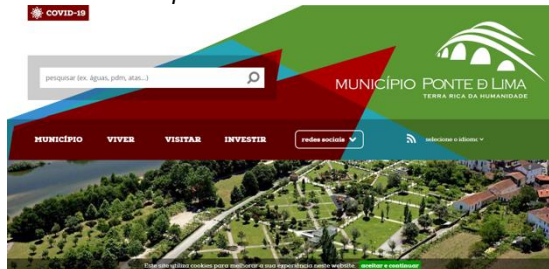 COVID-19
pesquisar (ex. águas, pdm, atas...)
MUNICÍPIO PONTE D LIMA
TERRA RICA DA HUMANIDADE
MUNICÍPIO VIVER VISITAR INVESTIR redes sociais selecione o idioma
Este site utiliza cookies para melhorar a sua experiência neste website. aceitar e continuar